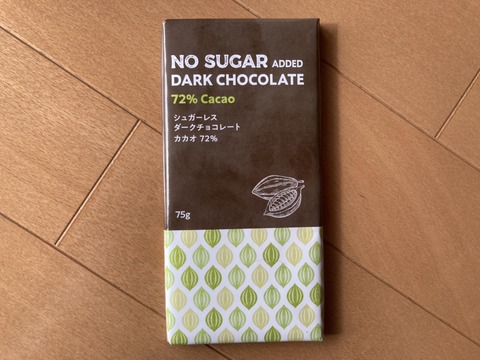 NO SUGAR ADDED
DARK CHOCOLATE
72% Cacao
シュガーレス
ダークチョコレート
カカオ 72%
75g